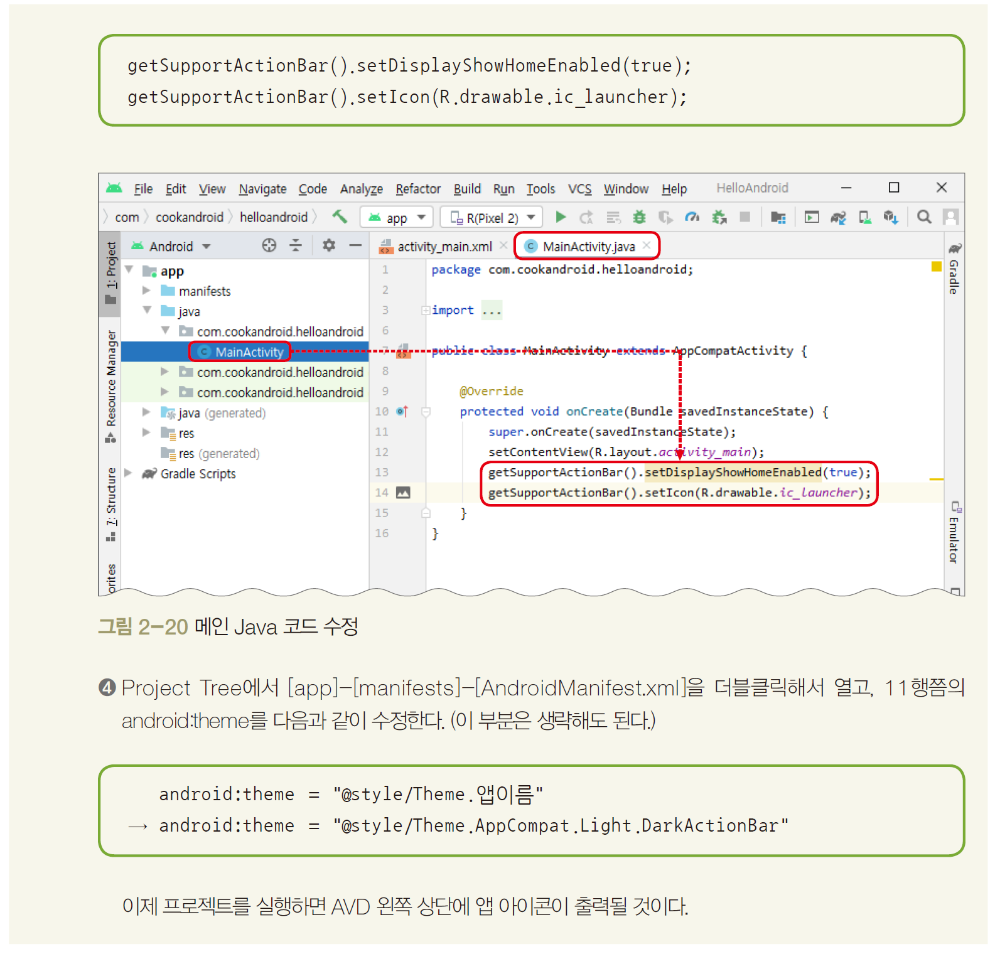 getSupportActionBar().setDisplayShowHomeEnabled(true);
getSupportActionBar().setIcon(R.drawable.ic_launcher);
File Edit View Navigate Code Analyze Refactor Build Run Tools VCS Window Help HelloAndroid
com cookandroid helloandroid app R(Pixel 2)
Android
activity_main.xml
MainActivity.java
1: Project
Resource Manager
7: Structure
orites
app
manifests
java
com.cookandroid.helloandroid
MainActivity
com.cookandroid.helloandroid
com.cookandroid.helloandroid
java (generated)
res
res (generated)
Gradle Scripts
1 package com.cookandroid.helloandroid;
2
3 import ...
6
7 public class MainActivity extends AppCompatActivity {
8
9 @Override
10 protected void onCreate(Bundle savedInstanceState) {
11 super.onCreate(savedInstanceState);
12 setContentView(R.layout.activity_main);
13 getSupportActionBar().setDisplayShowHomeEnabled(true);
14 getSupportActionBar().setIcon(R.drawable.ic_launcher);
15 }
16 }
Gradle
Emulator
그림 2-20 메인 Java 코드 수정
❹ Project Tree에서 [app]-[manifests]-[AndroidManifest.xml]을 더블클릭해서 열고, 11행쯤의
android:theme를 다음과 같이 수정한다. (이 부분은 생략해도 된다.)
android:theme = "@style/Theme.앱이름"
→ android:theme = "@style/Theme.AppCompat.Light.DarkActionBar"
이제 프로젝트를 실행하면 AVD 왼쪽 상단에 앱 아이콘이 출력될 것이다.